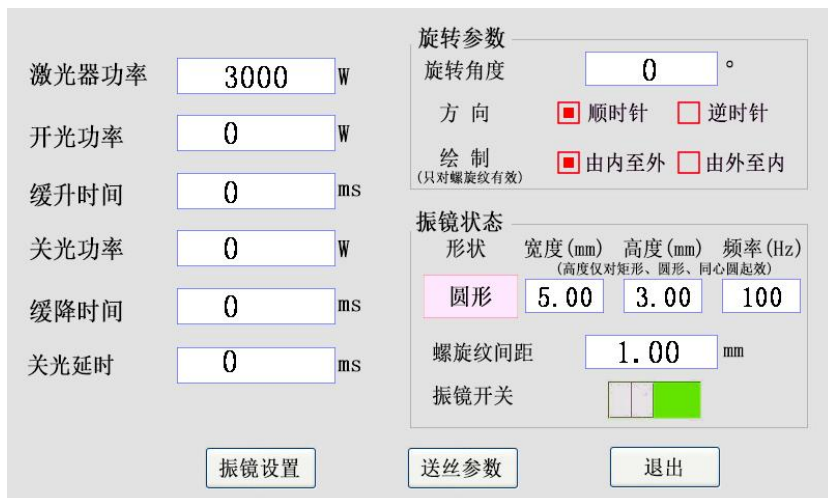 激光器功率 3000 W
开光功率 0 W
缓升时间 0 ms
关光功率 0 W
缓降时间 0 ms
关光延时 0 ms
旋转参数
旋转角度 0 °
方 向 顺时针 逆时针
绘 制 由内至外 由外至内
(只对螺旋纹有效)
振镜状态
形状 宽度(mm) 高度(mm) 频率(Hz)
(高度仅对矩形、圆形、同心圆起效)
圆形 5.00 3.00 100
螺旋纹间距 1.00 mm
振镜开关
振镜设置 送丝参数 退出